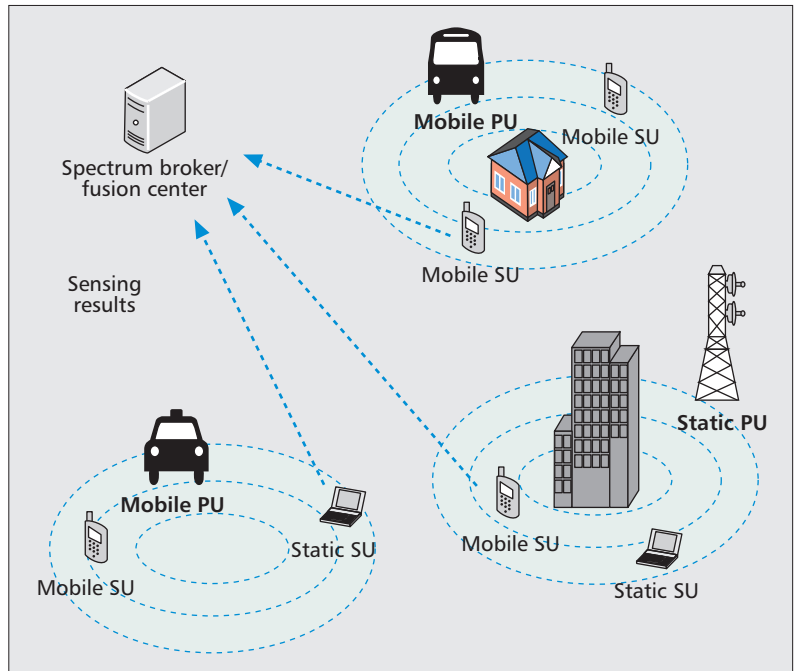 Mobile PU
Mobile SU
Spectrum broker/
fusion center
Mobile SU
Sensing
results
Static PU
Mobile PU
Mobile SU
Static SU
Mobile SU
Static SU